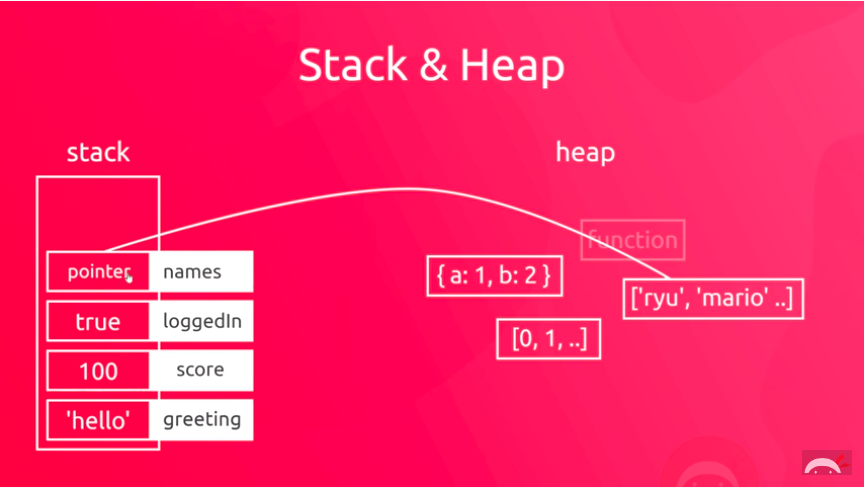 Stack & Heap
stack
heap
function
pointer names
{ a: 1, b: 2 }
['ryu', 'mario' ..]
true loggedIn
[0, 1, ..]
100 score
'hello' greeting